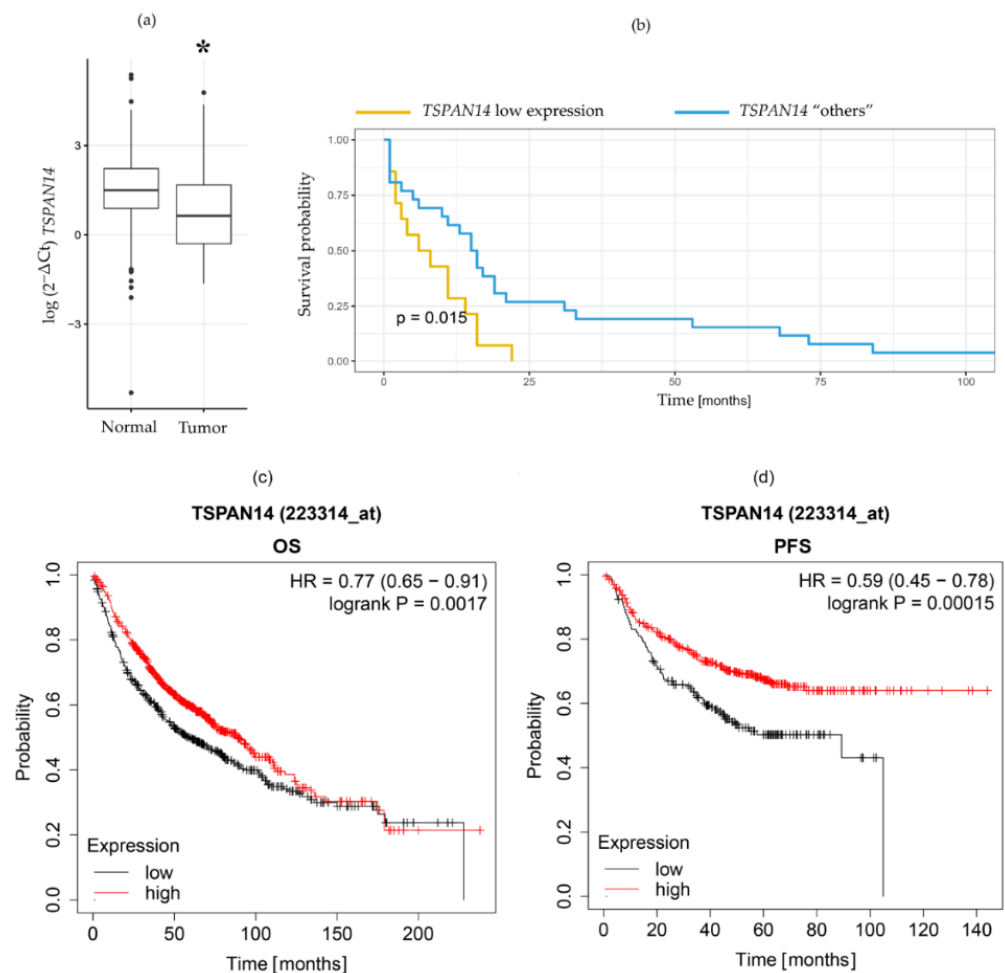 (a)
*
log (2−ΔCt) TSPAN14
3
0
−3
Normal
Tumor
(b)
TSPAN14 low expression
TSPAN14 “others”
Survival probability
1.00
0.75
0.50
0.25
0.00
p = 0.015
0
25
50
75
100
Time [months]
(c)
TSPAN14 (223314_at)
OS
HR = 0.77 (0.65 − 0.91)
logrank P = 0.0017
Probability
1.0
0.8
0.6
0.4
0.2
0.0
Expression
low
high
0
50
100
150
200
Time [months]
(d)
TSPAN14 (223314_at)
PFS
HR = 0.59 (0.45 − 0.78)
logrank P = 0.00015
Probability
1.0
0.8
0.6
0.4
0.2
0.0
Expression
low
high
0
20
40
60
80
100
120
140
Time [months]